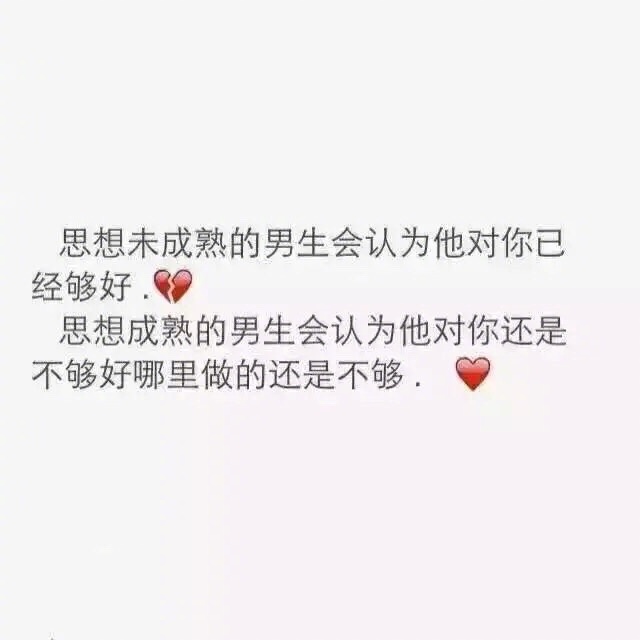 思想未成熟的男生会认为他对你已
经够好.💔
思想成熟的男生会认为他对你还是
不够好哪里做的还是不够. ❤